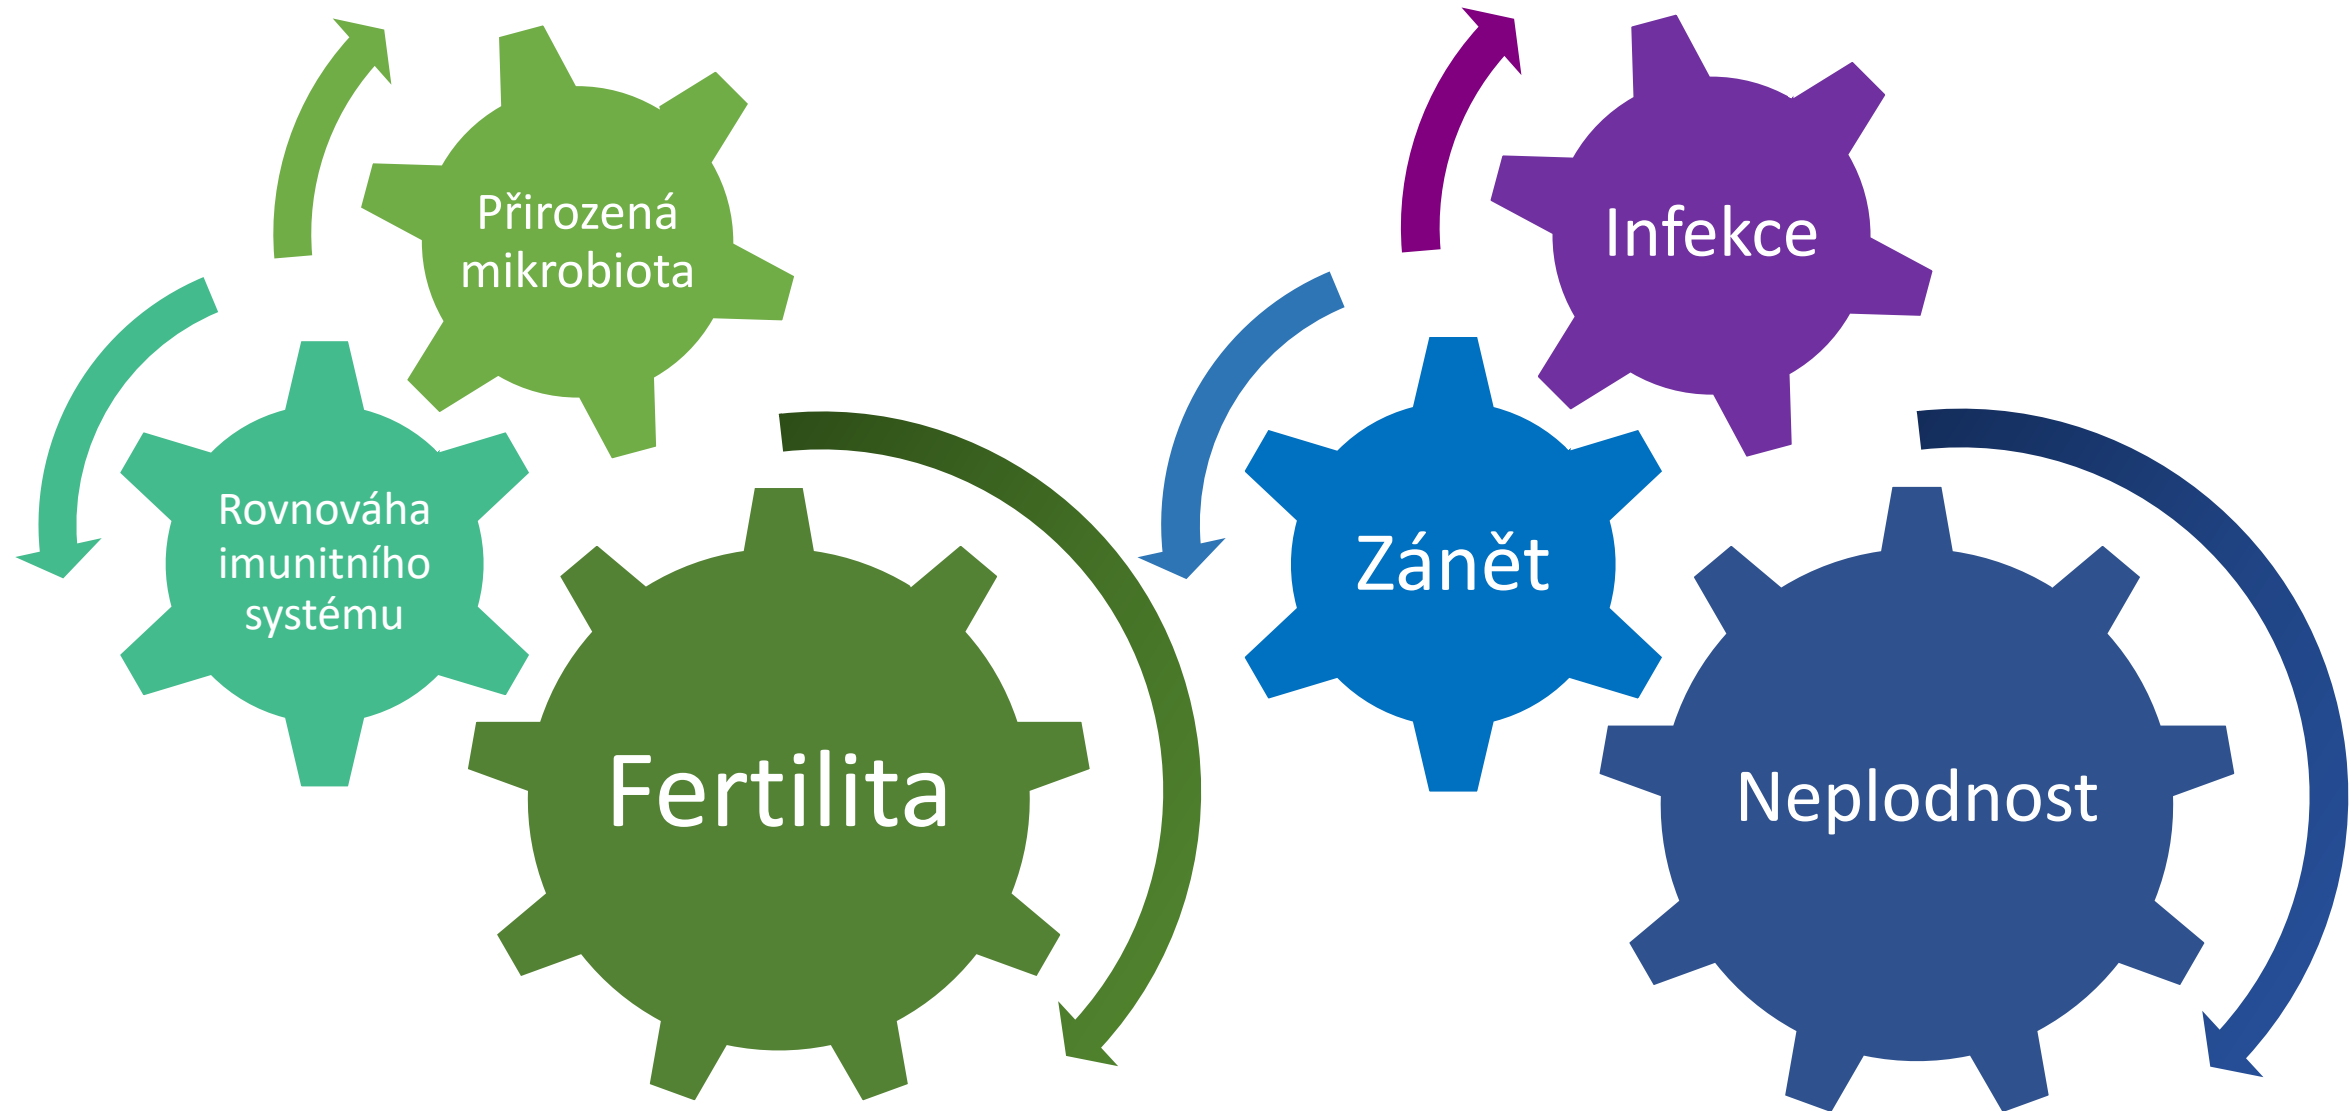 Přirozená
mikrobiota
Rovnováha
imunitního
systému
Fertilita
Infekce
Zánět
Neplodnost